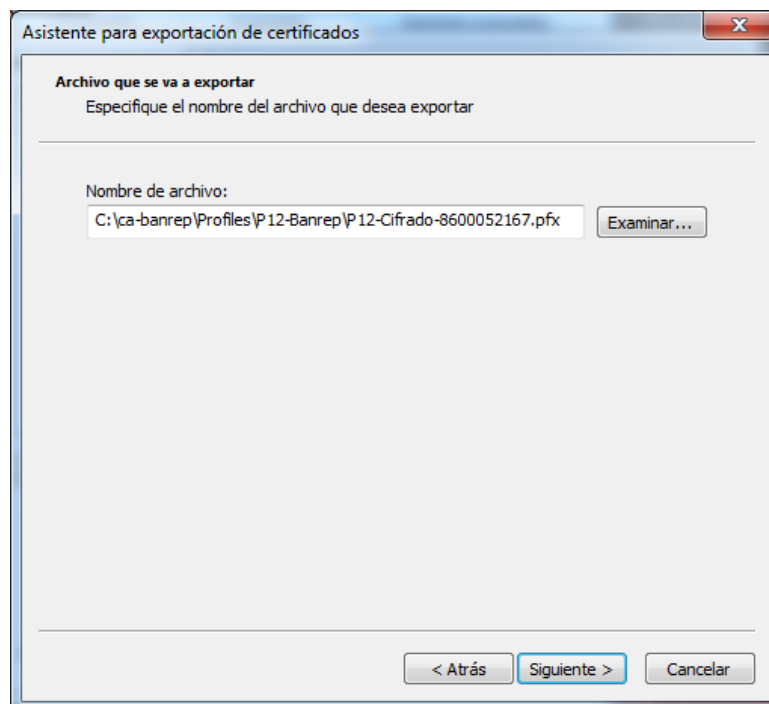 Asistente para exportación de certificados
Archivo que se va a exportar
Especifique el nombre del archivo que desea exportar
Nombre de archivo:
C:\ca-banrep\Profiles\P12-Banrep\P12-Cifrado-8600052167.pfx
Examinar...
< Atrás
Siguiente >
Cancelar